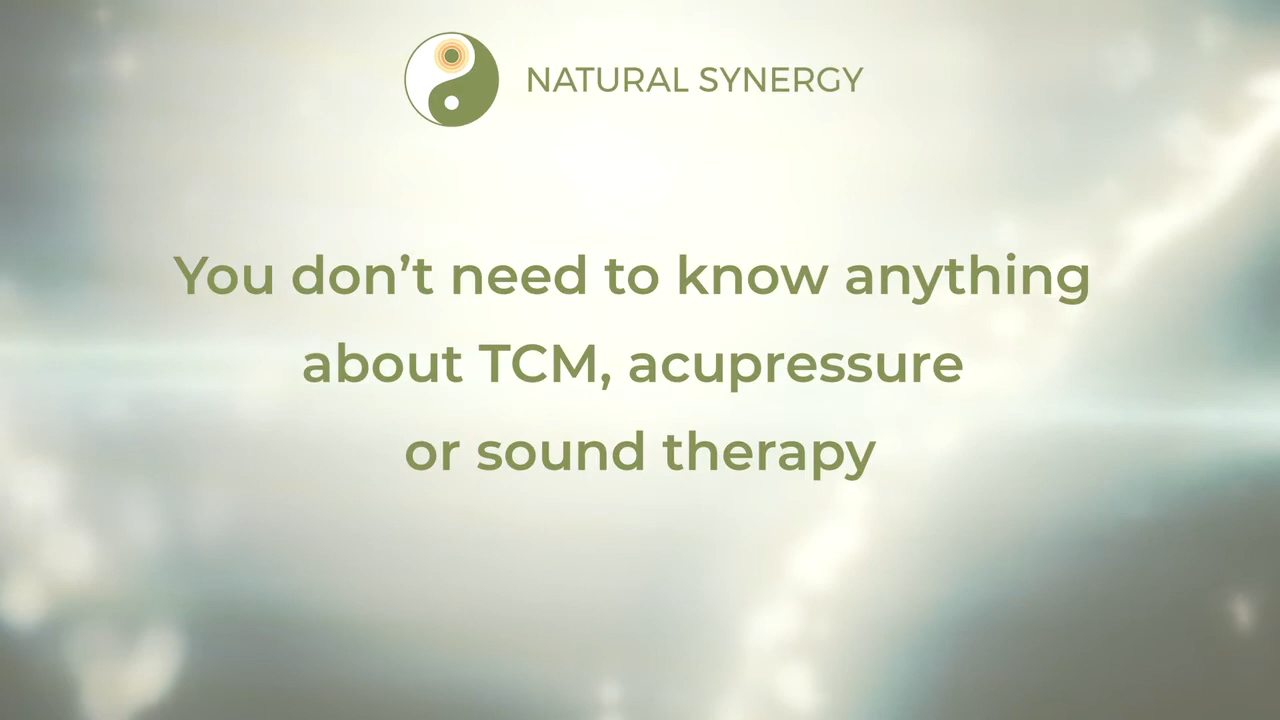 NATURAL SYNERGY
You don’t need to know anything
about TCM, acupressure
or sound therapy